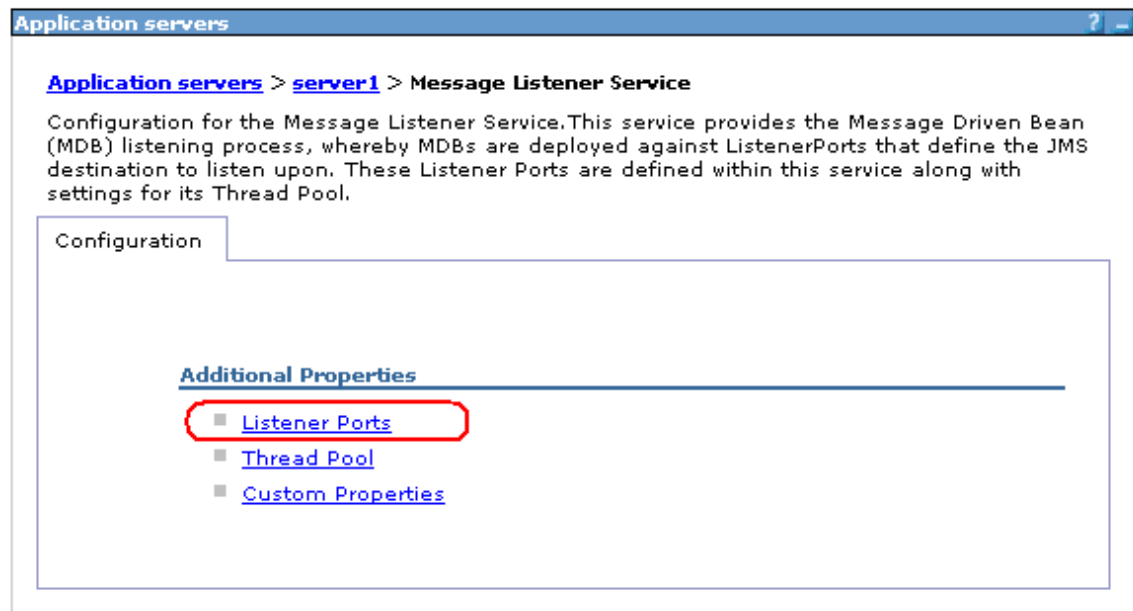 Application servers ? -
Application servers > server1 > Message Listener Service
Configuration for the Message Listener Service.This service provides the Message Driven Bean
(MDB) listening process, whereby MDBs are deployed against ListenerPorts that define the JMS
destination to listen upon. These Listener Ports are defined within this service along with
settings for its Thread Pool.
Configuration
Additional Properties
Listener Ports
Thread Pool
Custom Properties